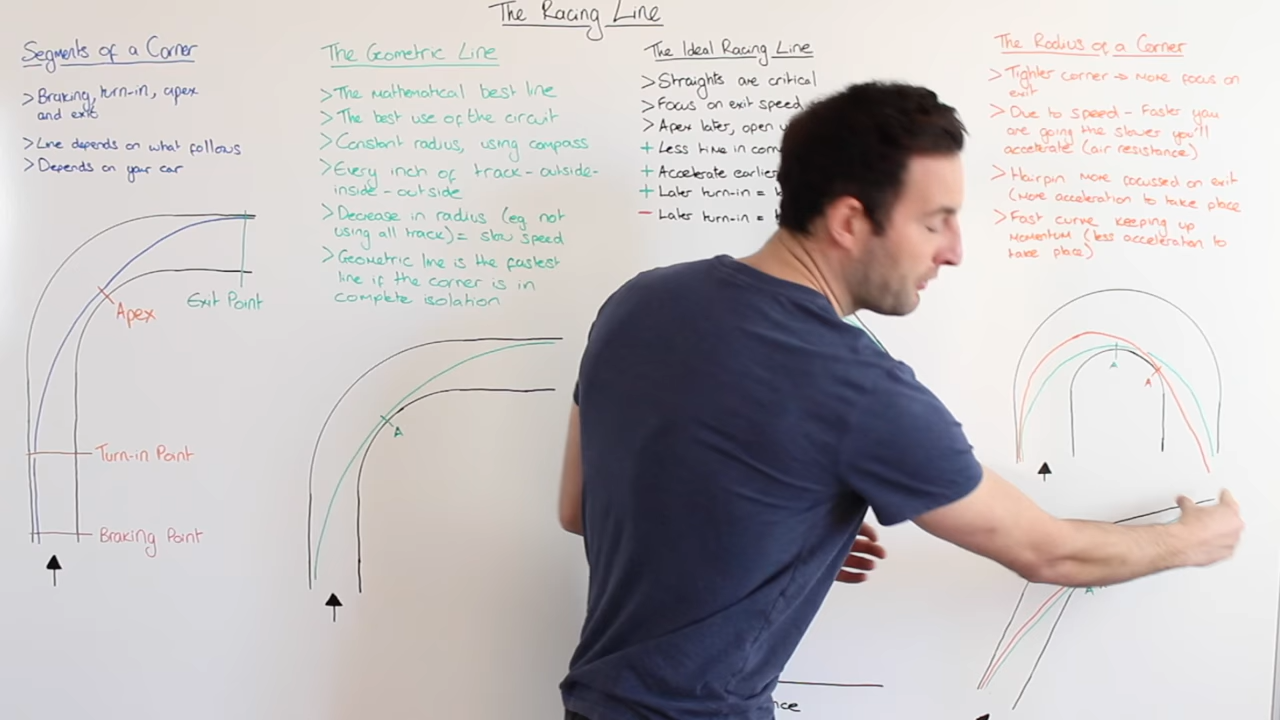 The Racing Line
Segments of a Corner
>Braking, turn-in, apex
and exit
>Line depends on what follows
>Depends on your car
Apex
Exit Point
Turn-in Point
Braking Point
The Geometric Line
>The mathematical best line
>The best use of the circuit
>Constant radius, using compass
>Every inch of track - outside-
inside - outside
>Decrease in radius (eg not
using all track) = slow speed
>Geometric line is the fastest
line if the corner is in
complete isolation
A
The Ideal Racing Line
>Straights are critical
>Focus on exit speed
>Apex later, open
+ Less time in
+ Accelerate earlier
+ Later turn-in =
- Later turn-in =
The Radius of a Corner
>Tighter corner → more focus on
exit
>Due to speed - Faster you
are going the slower you'll
accelerate (air resistance)
>Hairpin more focussed on exit
(more acceleration to take place)
>Fast curve keeping up
momentum (less acceleration to
take place)
A
A
A